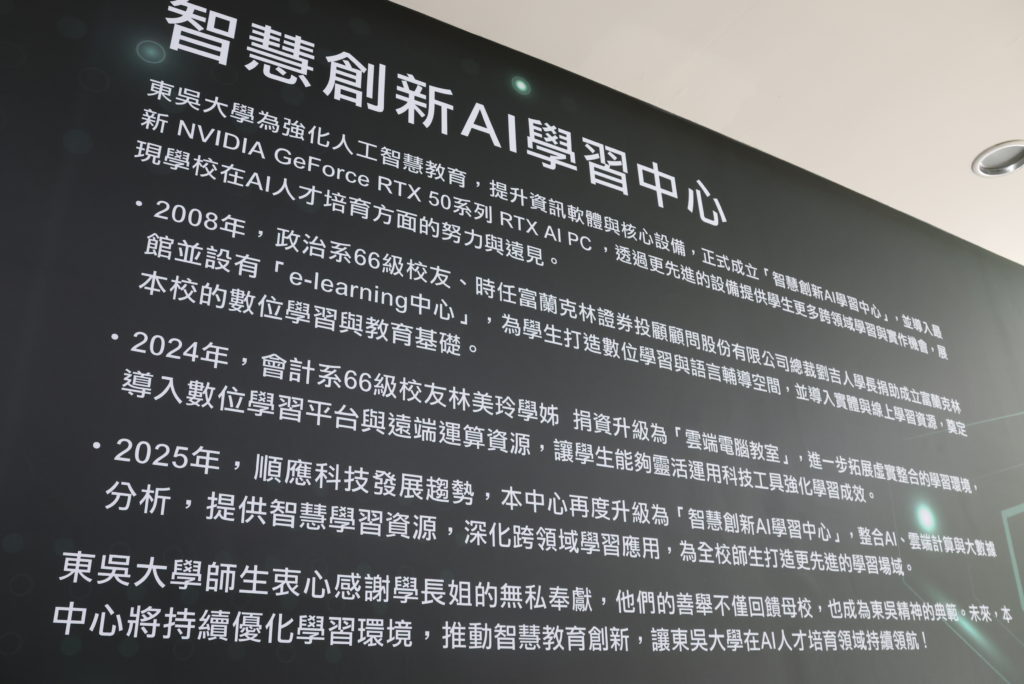 智慧創新AI學習中心
東吳大學為強化人工智慧教育，提升資訊軟體與核心設備，正式成立「智慧創新AI學習中心」，並導入最
新 NVIDIA GeForce RTX 50系列 RTX AI PC，透過更先進的設備提供學生更多跨領域學習與實作機會，展
現學校在AI人才培育方面的努力與遠見。
・2008年，政治系66級校友、時任富蘭克林證券投顧顧問股份有限公司總裁劉吉人學長捐助成立富蘭克林
館並設有「e-learning中心」，為學生打造數位學習與語言輔導空間，並導入實體與線上學習資源，奠定
本校的數位學習與教育基礎。
・2024年，會計系66級校友林美玲學姊 捐資升級為「雲端電腦教室」，進一步拓展虛實整合的學習環境，
導入數位學習平台與遠端運算資源，讓學生能夠靈活運用科技工具強化學習成效。
・2025年，順應科技發展趨勢，本中心再度升級為「智慧創新AI學習中心」，整合AI、雲端計算與大數據
分析，提供智慧學習資源，深化跨領域學習應用，為全校師生打造更先進的學習場域。
東吳大學師生衷心感謝學長姐的無私奉獻，他們的善舉不僅回饋母校，也成為東吳精神的典範。未來，本
中心將持續優化學習環境，推動智慧教育創新，讓東吳大學在AI人才培育領域持續領航！